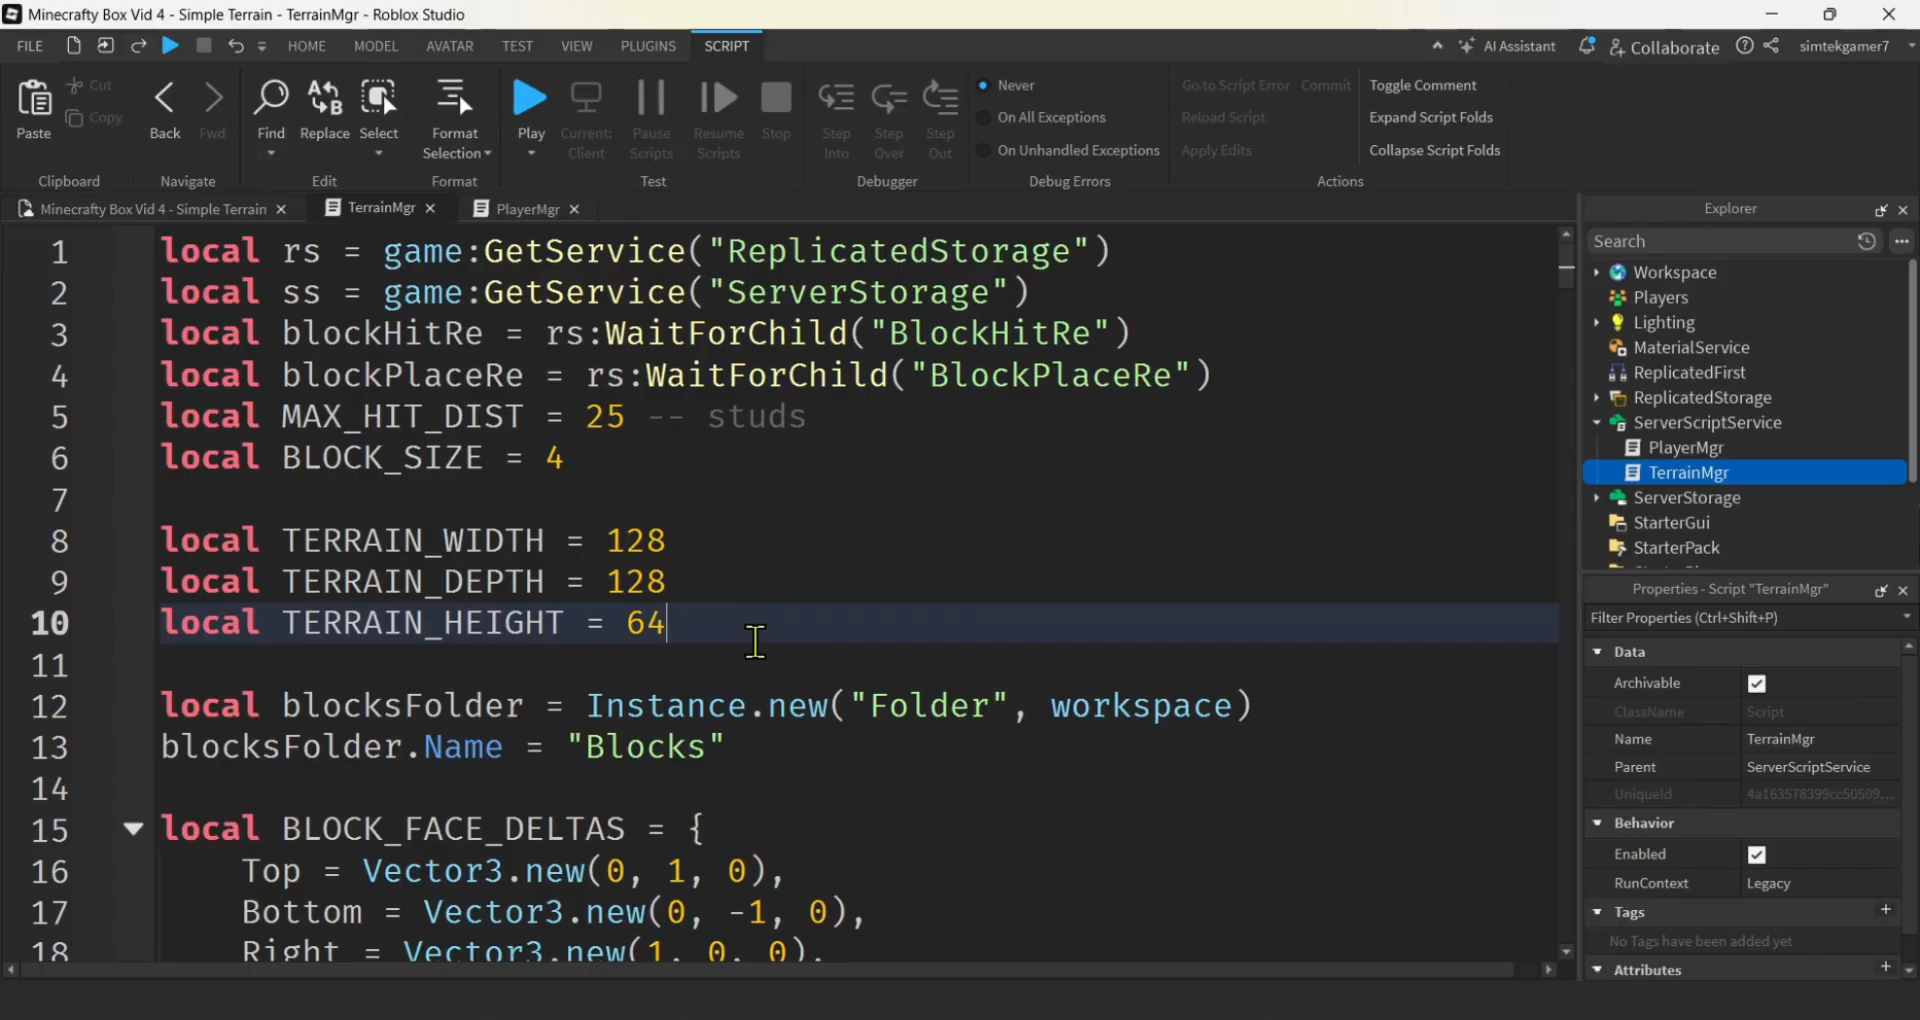 Minecrafty Box Vid 4 - Simple Terrain - TerrainMgr - Roblox Studio
FILE HOME MODEL AVATAR TEST VIEW PLUGINS SCRIPT AI Assistant Collaborate simtekgamer7
Paste
Cut
Copy
Clipboard
Back
Fwd
Navigate
Find
Replace
Select
Edit
Format
Selection
Format
Play
Current:
Client
Pause
Scripts
Resume
Scripts
Stop
Test
Step
Into
Step
Over
Step
Out
Debugger
Never
On All Exceptions
On Unhandled Exceptions
Debug Errors
Go to Script Error
Commit
Reload Script
Apply Edits
Toggle Comment
Expand Script Folds
Collapse Script Folds
Actions
Minecrafty Box Vid 4 - Simple Terrain
TerrainMgr
PlayerMgr
1 local rs = game:GetService("ReplicatedStorage")
2 local ss = game:GetService("ServerStorage")
3 local blockHitRe = rs:WaitForChild("BlockHitRe")
4 local blockPlaceRe = rs:WaitForChild("BlockPlaceRe")
5 local MAX_HIT_DIST = 25 -- studs
6 local BLOCK_SIZE = 4
7
8 local TERRAIN_WIDTH = 128
9 local TERRAIN_DEPTH = 128
10 local TERRAIN_HEIGHT = 64
11
12 local blocksFolder = Instance.new("Folder", workspace)
13 blocksFolder.Name = "Blocks"
14
15 local BLOCK_FACE_DELTAS = {
16 Top = Vector3.new(0, 1, 0),
17 Bottom = Vector3.new(0, -1, 0),
18 Right = Vector3.new(1, 0, 0),
Explorer
Search
Workspace
Players
Lighting
MaterialService
ReplicatedFirst
ReplicatedStorage
ServerScriptService
PlayerMgr
TerrainMgr
ServerStorage
StarterGui
StarterPack
Properties - Script "TerrainMgr"
Filter Properties (Ctrl+Shift+P)
Data
Archivable
ClassName Script
Name TerrainMgr
Parent ServerScriptService
UniqueId 4a163578399cc50509...
Behavior
Enabled
RunContext Legacy
Tags
No Tags have been added yet
Attributes